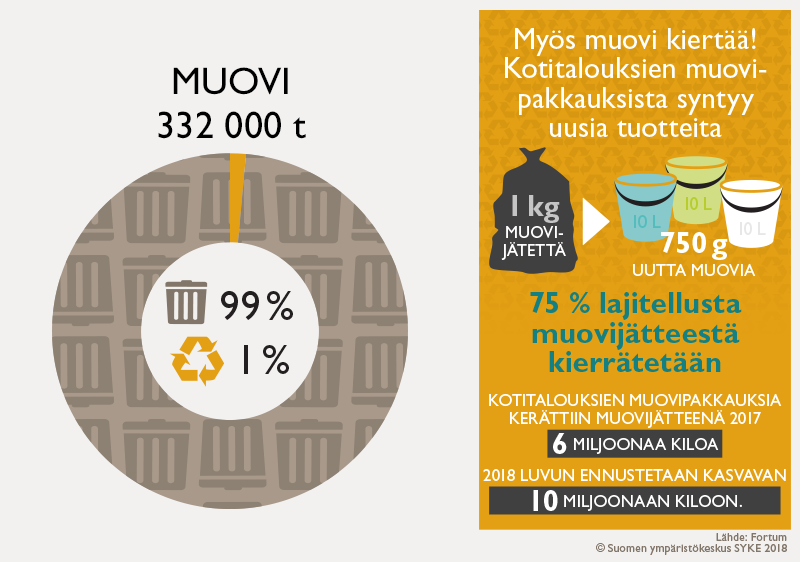 MUOVI
332 000 t
99 %
1 %
Myös muovi kiertää!
Kotitalouksien muovi-
pakkauksista syntyy
uusia tuotteita
1 kg
MUOVI-
JÄTETTÄ
10 L
10 L
10 L
750 g
UUTTA MUOVIA
75 % lajitellusta
muovijätteestä
kierrätetään
KOTITALOUKSIEN MUOVIPAKKAUKSIA
KERÄTTIIN MUOVIJÄTTEENÄ 2017
6 MILJOONAA KILOA
2018 LUVUN ENNUSTETAAN KASVAVAN
10 MILJOONAAN KILOON.
Lähde: Fortum
© Suomen ympäristökeskus SYKE 2018